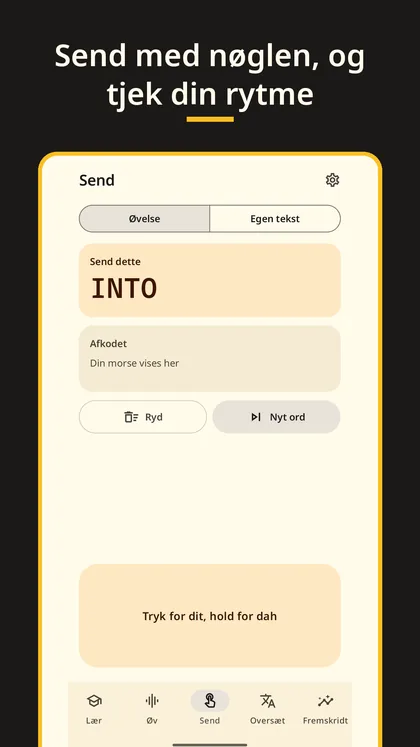 Send med nøglen, og
tjek din rytme
Send
Øvelse
Egen tekst
Send dette
INTO
Afkodet
Din morse vises her
Ryd
Nyt ord
Tryk for dit, hold for dah
Lær
Øv
Send
Oversæt
Fremskridt